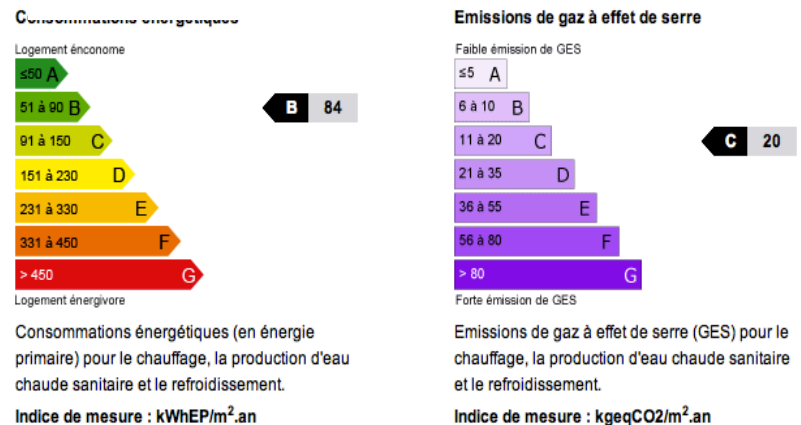 Consommations énergétiques
Logement énconome
≤50 A
51 à 90 B
B 84
91 à 150 C
151 à 230 D
231 à 330 E
331 à 450 F
> 450 G
Logement énergivore
Consommations énergétiques (en énergie
primaire) pour le chauffage, la production d'eau
chaude sanitaire et le refroidissement.
Indice de mesure : kWhEP/m².an
Emissions de gaz à effet de serre
Faible émission de GES
≤5 A
6 à 10 B
11 à 20 C
C 20
21 à 35 D
36 à 55 E
56 à 80 F
> 80 G
Forte émission de GES
Emissions de gaz à effet de serre (GES) pour le
chauffage, la production d'eau chaude sanitaire
et le refroidissement.
Indice de mesure : kgeqCO2/m².an